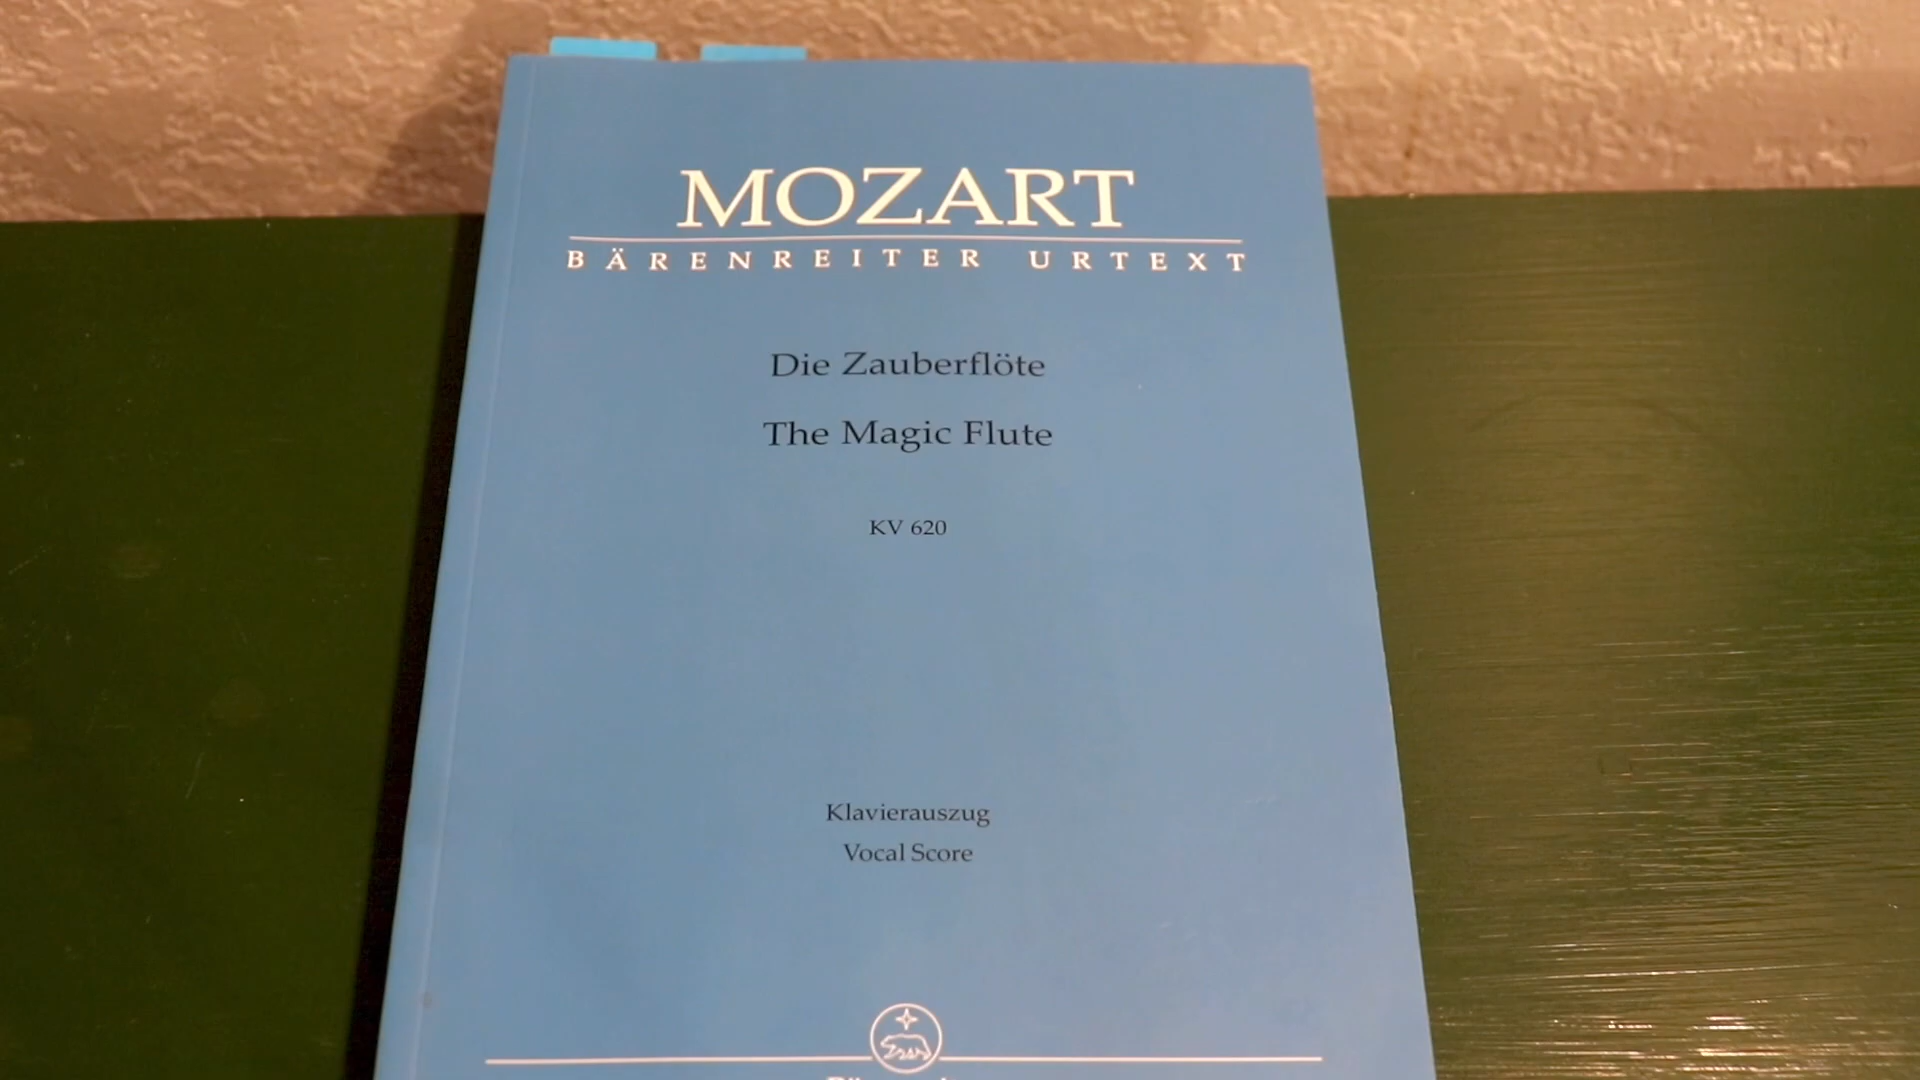 MOZART
BÄRENREITER URTEXT
Die Zauberflöte
The Magic Flute
KV 620
Klavierauszug
Vocal Score